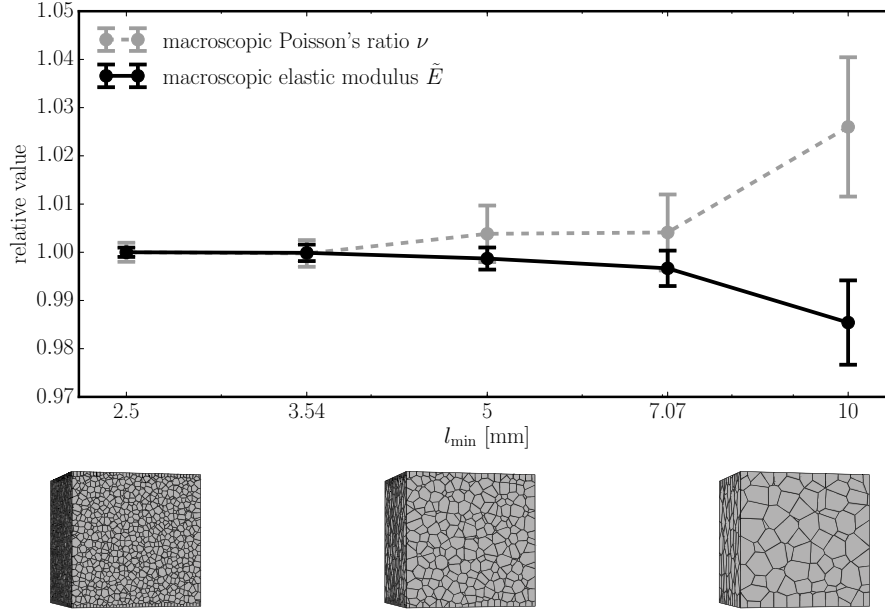 1.05
1.04
1.03
1.02
1.01
1.00
0.99
0.98
0.97
relative value
macroscopic Poisson's ratio ν
macroscopic elastic modulus Ẽ
2.5 3.54 5 7.07 10
l_min [mm]